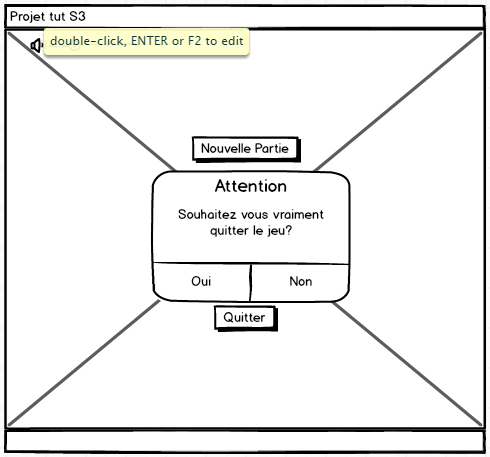 Projet tut S3
double-click, ENTER or F2 to edit
Nouvelle Partie
Attention
Souhaitez vous vraiment
quitter le jeu?
Oui
Non
Quitter